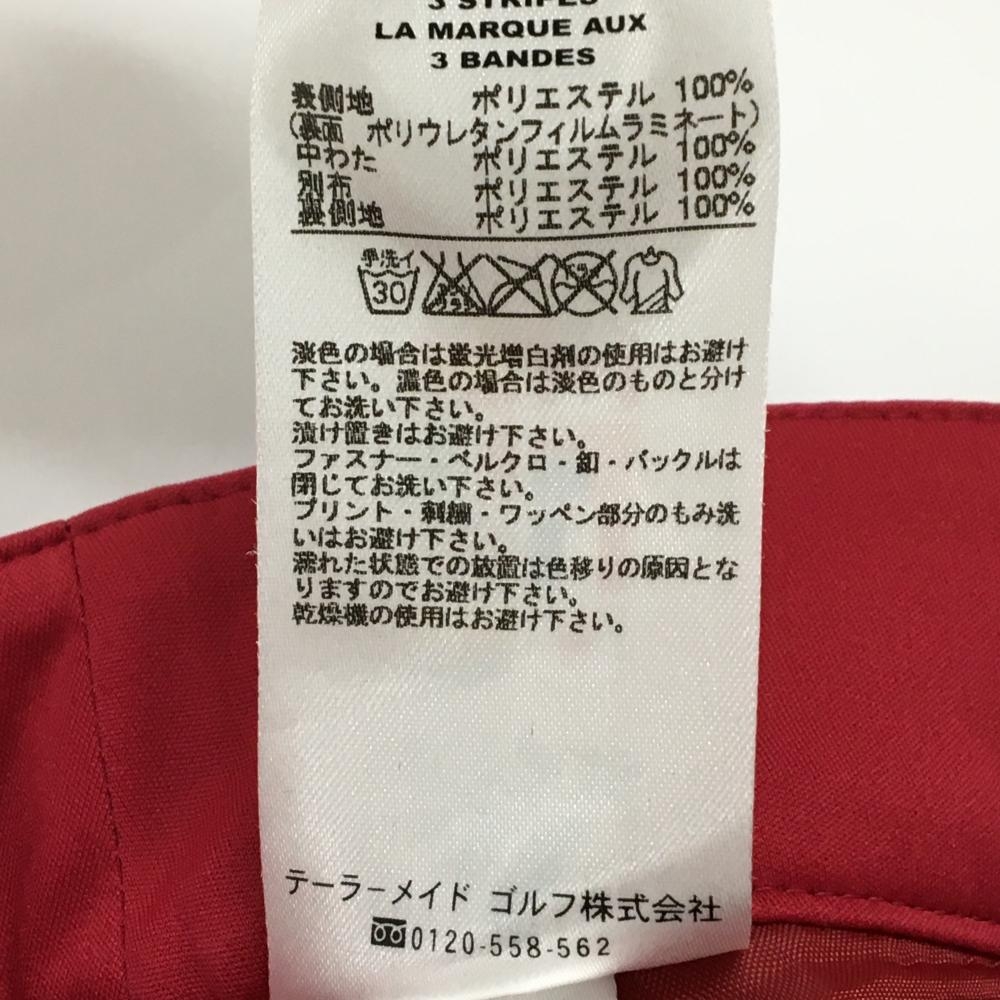 3 STRIPES
LA MARQUE AUX
3 BANDES
表側地 ポリエステル 100%
(裏面 ポリウレタンフィルムラミネート)
中わた ポリエステル 100%
別布 ポリエステル 100%
裏側地 ポリエステル 100%
手洗イ
30
淡色の場合は蛍光増白剤の使用はお避け
下さい。濃色の場合は淡色のものと分け
てお洗い下さい。
漬け置きはお避け下さい。
ファスナー・ベルクロ・釦・バックルは
閉じてお洗い下さい。
プリント・刺繍・ワッペン部分のもみ洗
いはお避け下さい。
濡れた状態での放置は色移りの原因とな
りますのでお避け下さい。
乾燥機の使用はお避け下さい。
テーラーメイド ゴルフ株式会社
0120-558-562